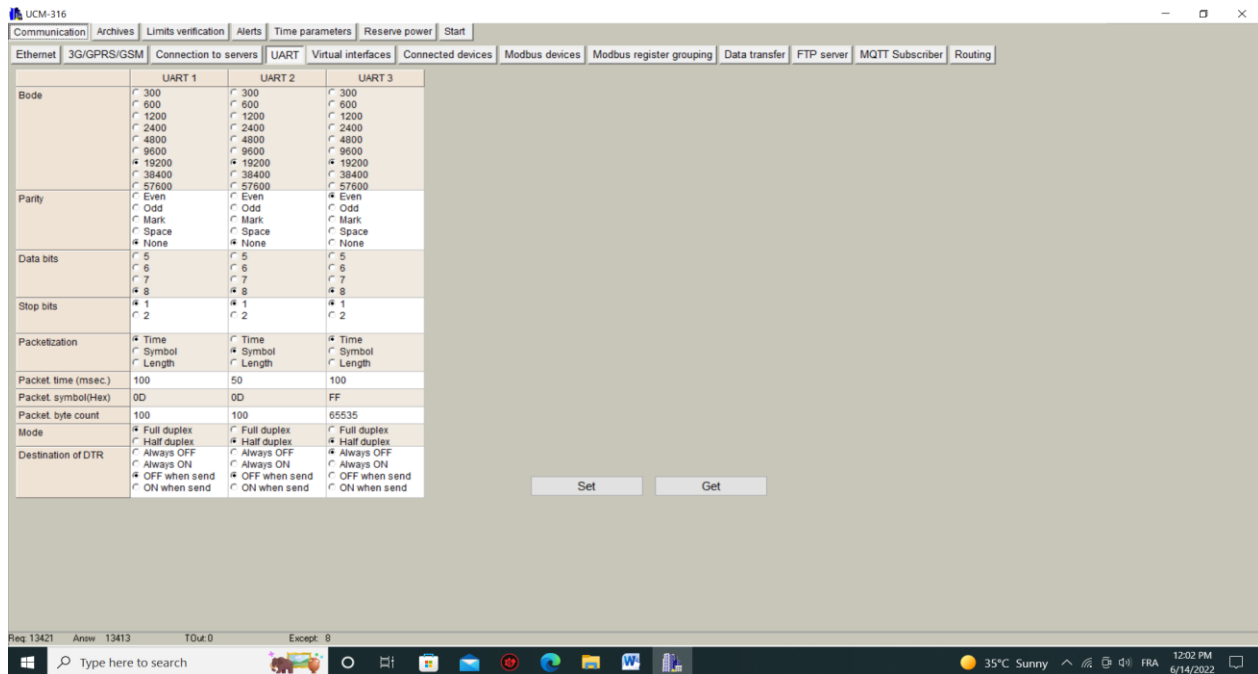 UCM-316
Communication Archives Limits verification Alerts Time parameters Reserve power Start
Ethernet 3G/GPRS/GSM Connection to servers UART Virtual interfaces Connected devices Modbus devices Modbus register grouping Data transfer FTP server MQTT Subscriber Routing
UART 1 UART 2 UART 3
Bode 300 300 300
600 600 600
1200 1200 1200
2400 2400 2400
4800 4800 4800
9600 9600 9600
19200 19200 19200
38400 38400 38400
57600 57600 57600
Parity Even Even Even
Odd Odd Odd
Mark Mark Mark
Space Space Space
None None None
Data bits 5 5 5
6 6 6
7 7 7
8 8 8
Stop bits 1 1 1
2 2 2
Packetization Time Time Time
Symbol Symbol Symbol
Length Length Length
Packet. time (msec.) 100 50 100
Packet. symbol(Hex) 0D 0D FF
Packet. byte count 100 100 65535
Mode Full duplex Full duplex Full duplex
Half duplex Half duplex Half duplex
Destination of DTR Always OFF Always OFF Always OFF
Always ON Always ON Always ON
OFF when send OFF when send OFF when send
ON when send ON when send ON when send
Set Get
Req: 13421 Answ 13413 TOut:0 Except: 8
Type here to search 35°C Sunny FRA 12:02 PM
6/14/2022